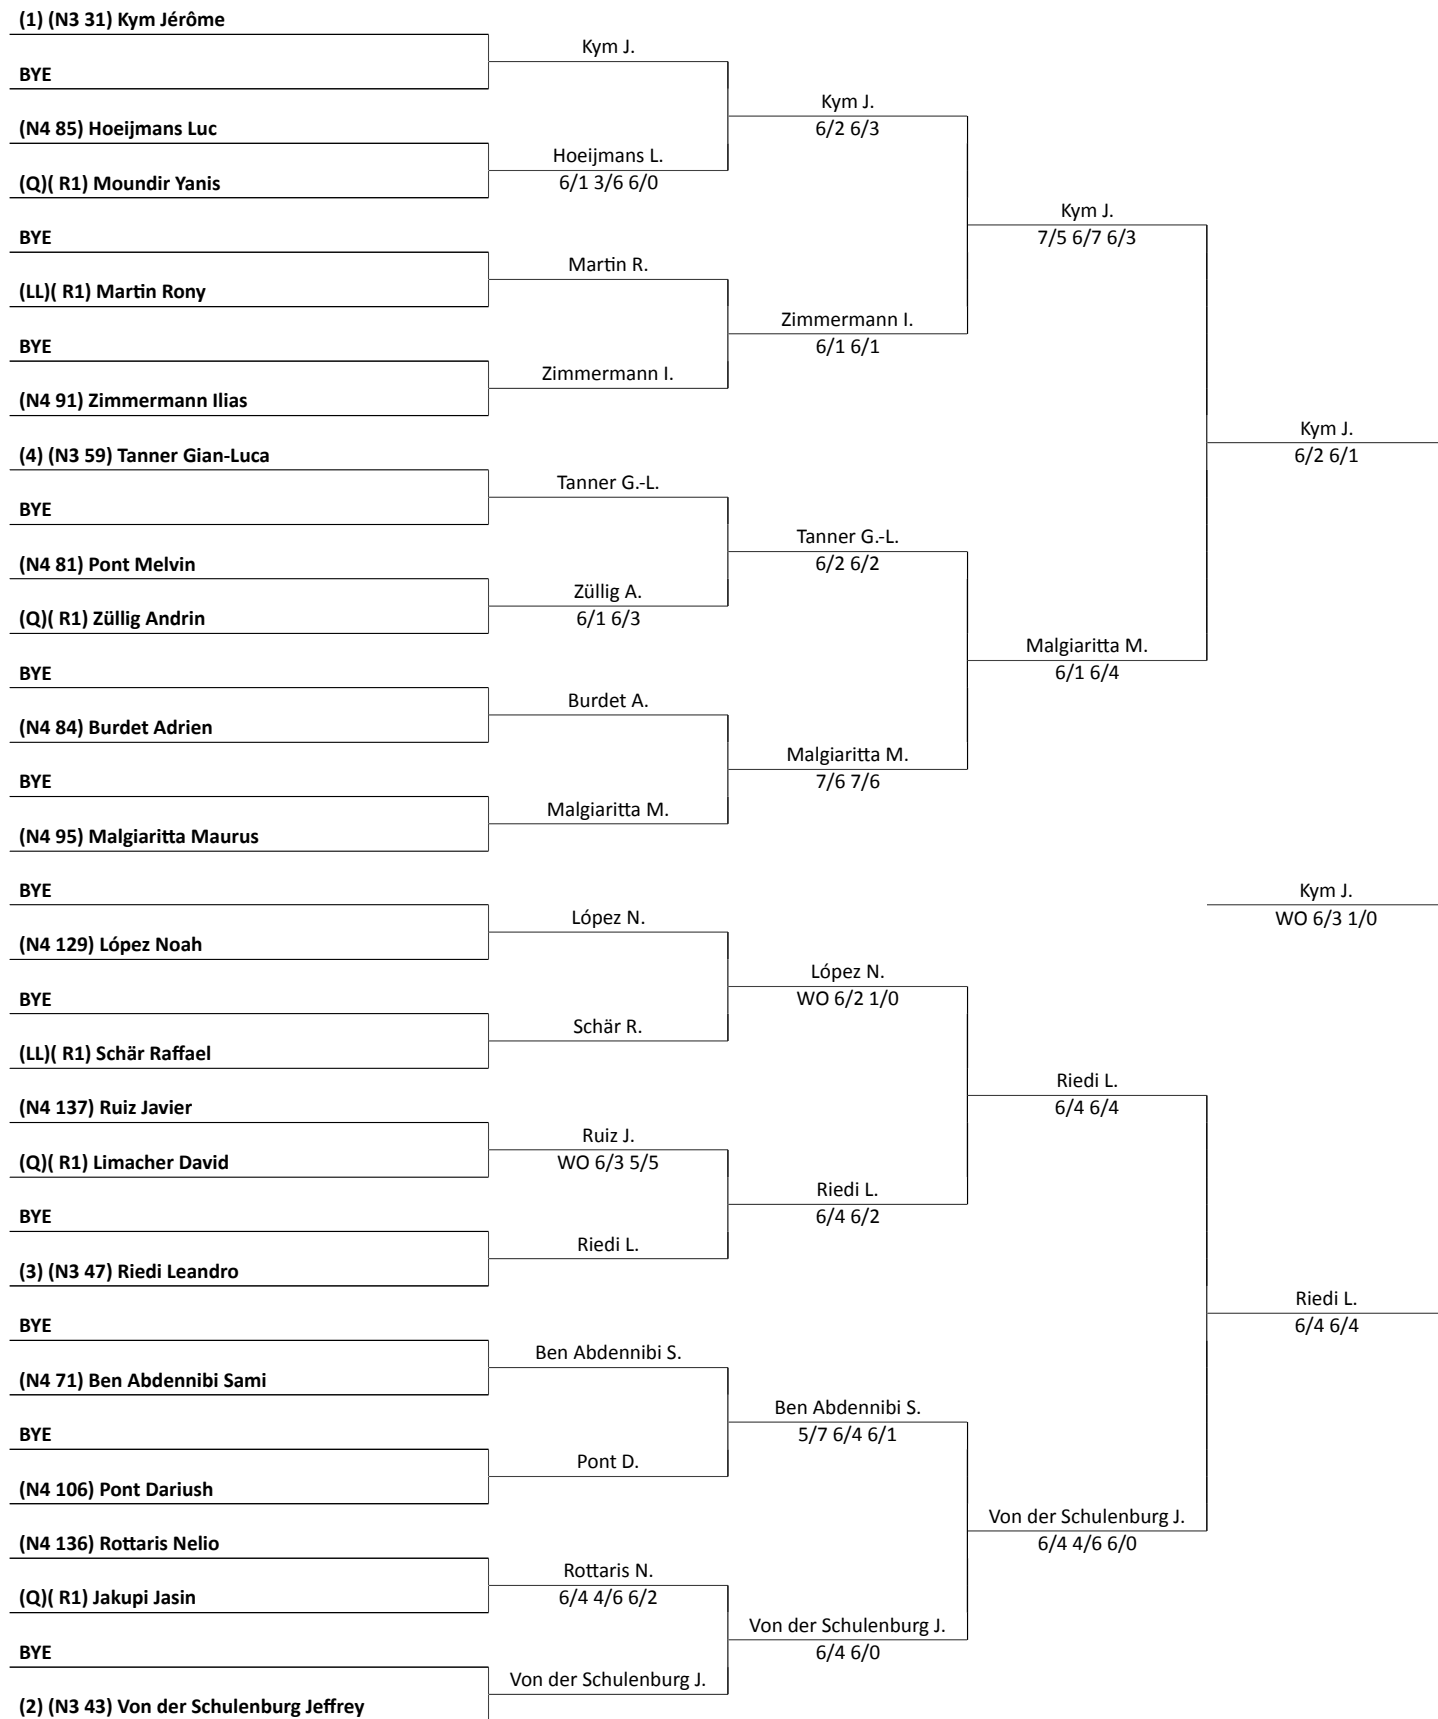 (1) (N3 31) Kym Jérôme
BYE
(N4 85) Hoeijmans Luc
(Q)( R1) Moundir Yanis
BYE
(LL)( R1) Martin Rony
BYE
(N4 91) Zimmermann Ilias
(4) (N3 59) Tanner Gian-Luca
BYE
(N4 81) Pont Melvin
(Q)( R1) Züllig Andrin
BYE
(N4 84) Burdet Adrien
BYE
(N4 95) Malgiaritta Maurus
BYE
(N4 129) López Noah
BYE
(LL)( R1) Schär Raffael
(N4 137) Ruiz Javier
(Q)( R1) Limacher David
BYE
(3) (N3 47) Riedi Leandro
BYE
(N4 71) Ben Abdennibi Sami
BYE
(N4 106) Pont Dariush
(N4 136) Rottaris Nelio
(Q)( R1) Jakupi Jasin
BYE
(2) (N3 43) Von der Schulenburg Jeffrey
Kym J.
Hoeijmans L.
6/1 3/6 6/0
Martin R.
Zimmermann I.
Tanner G.-L.
Züllig A.
6/1 6/3
Burdet A.
Malgiaritta M.
López N.
Schär R.
Ruiz J.
WO 6/3 5/5
Riedi L.
Ben Abdennibi S.
Pont D.
Rottaris N.
6/4 4/6 6/2
Von der Schulenburg J.
Kym J.
6/2 6/3
Zimmermann I.
6/1 6/1
Tanner G.-L.
6/2 6/2
Malgiaritta M.
7/6 7/6
López N.
WO 6/2 1/0
Riedi L.
6/4 6/2
Ben Abdennibi S.
5/7 6/4 6/1
Von der Schulenburg J.
6/4 6/0
Kym J.
7/5 6/7 6/3
Malgiaritta M.
6/1 6/4
Riedi L.
6/4 6/4
Von der Schulenburg J.
6/4 4/6 6/0
Kym J.
6/2 6/1
Kym J.
WO 6/3 1/0
Riedi L.
6/4 6/4